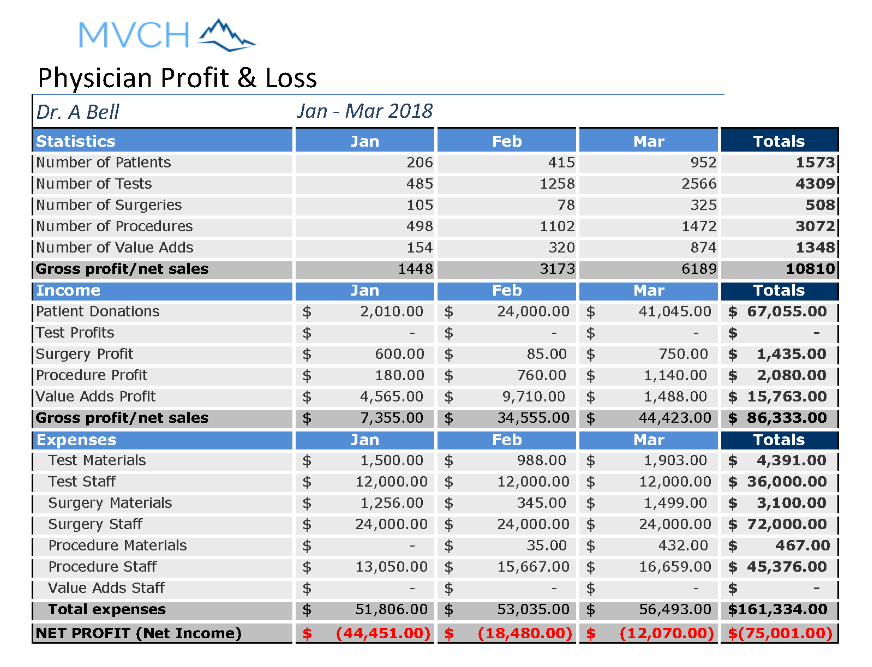 MVCH
Physician Profit & Loss
Dr. A Bell Jan - Mar 2018
Statistics Jan Feb Mar Totals
Number of Patients 206 415 952 1573
Number of Tests 485 1258 2566 4309
Number of Surgeries 105 78 325 508
Number of Procedures 498 1102 1472 3072
Number of Value Adds 154 320 874 1348
Gross profit/net sales 1448 3173 6189 10810
Income Jan Feb Mar Totals
Patient Donations $ 2,010.00 $ 24,000.00 $ 41,045.00 $ 67,055.00
Test Profits $ - $ - $ - $ -
Surgery Profit $ 600.00 $ 85.00 $ 750.00 $ 1,435.00
Procedure Profit $ 180.00 $ 760.00 $ 1,140.00 $ 2,080.00
Value Adds Profit $ 4,565.00 $ 9,710.00 $ 1,488.00 $ 15,763.00
Gross profit/net sales $ 7,355.00 $ 34,555.00 $ 44,423.00 $ 86,333.00
Expenses Jan Feb Mar Totals
Test Materials $ 1,500.00 $ 988.00 $ 1,903.00 $ 4,391.00
Test Staff $ 12,000.00 $ 12,000.00 $ 12,000.00 $ 36,000.00
Surgery Materials $ 1,256.00 $ 345.00 $ 1,499.00 $ 3,100.00
Surgery Staff $ 24,000.00 $ 24,000.00 $ 24,000.00 $ 72,000.00
Procedure Materials $ - $ 35.00 $ 432.00 $ 467.00
Procedure Staff $ 13,050.00 $ 15,667.00 $ 16,659.00 $ 45,376.00
Value Adds Staff $ - $ - $ - $ -
Total expenses $ 51,806.00 $ 53,035.00 $ 56,493.00 $161,334.00
NET PROFIT (Net Income) $ (44,451.00) $ (18,480.00) $ (12,070.00) $(75,001.00)